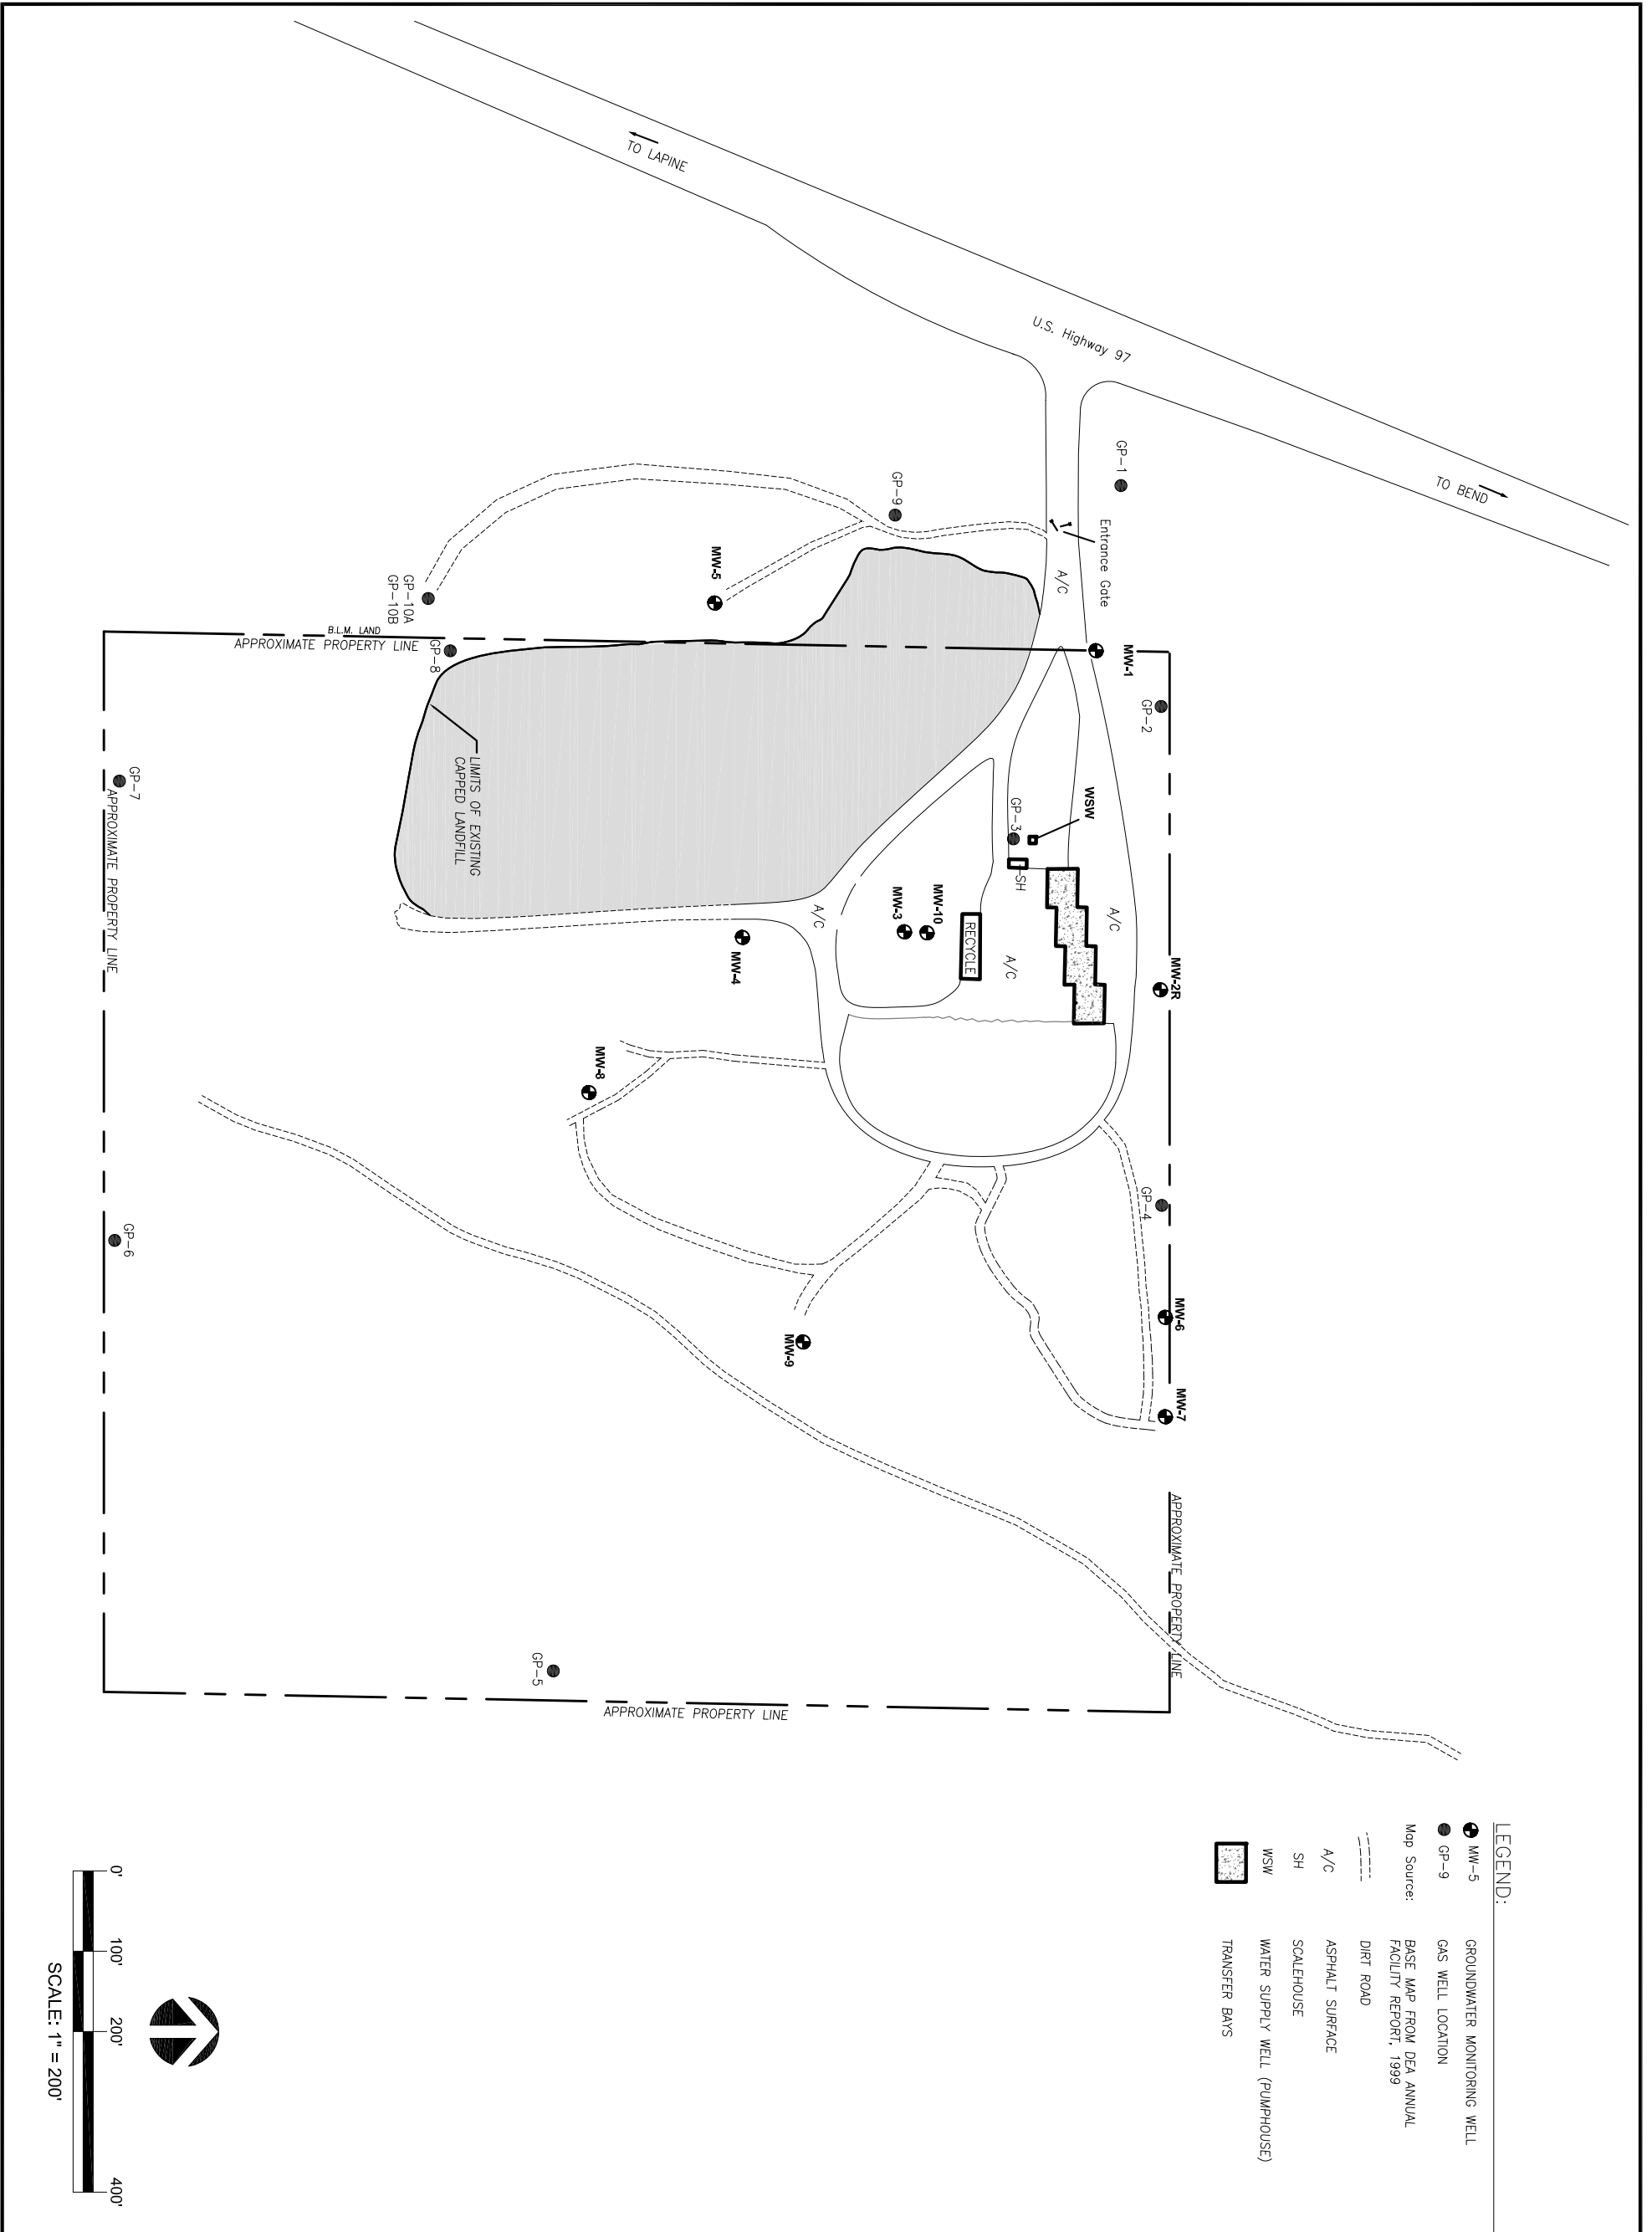 TO LAPINE
U.S. Highway 97
TO BEND
GP-1
GP-9
Entrance Gate
A/C
MW-5
GP-10A
GP-10B
B.L.M. LAND
APPROXIMATE PROPERTY LINE
GP-8
MW-1
GP-2
LIMITS OF EXISTING
CAPPED LANDFILL
GP-7
APPROXIMATE PROPERTY LINE
WSW
GP-3
SH
A/C
MW-10
MW-3
RECYCLE
A/C
A/C
MW-4
MW-2R
MW-8
GP-4
GP-6
MW-6
MW-9
MW-7
APPROXIMATE PROPERTY LINE
GP-5
APPROXIMATE PROPERTY LINE
LEGEND:
MW-5 GROUNDWATER MONITORING WELL
GP-9 GAS WELL LOCATION
Map Source: BASE MAP FROM DEA ANNUAL
FACILITY REPORT, 1999
DIRT ROAD
A/C ASPHALT SURFACE
SH SCALEHOUSE
WSW WATER SUPPLY WELL (PUMPHOUSE)
TRANSFER BAYS
0' 100' 200' 400'
SCALE: 1" = 200'